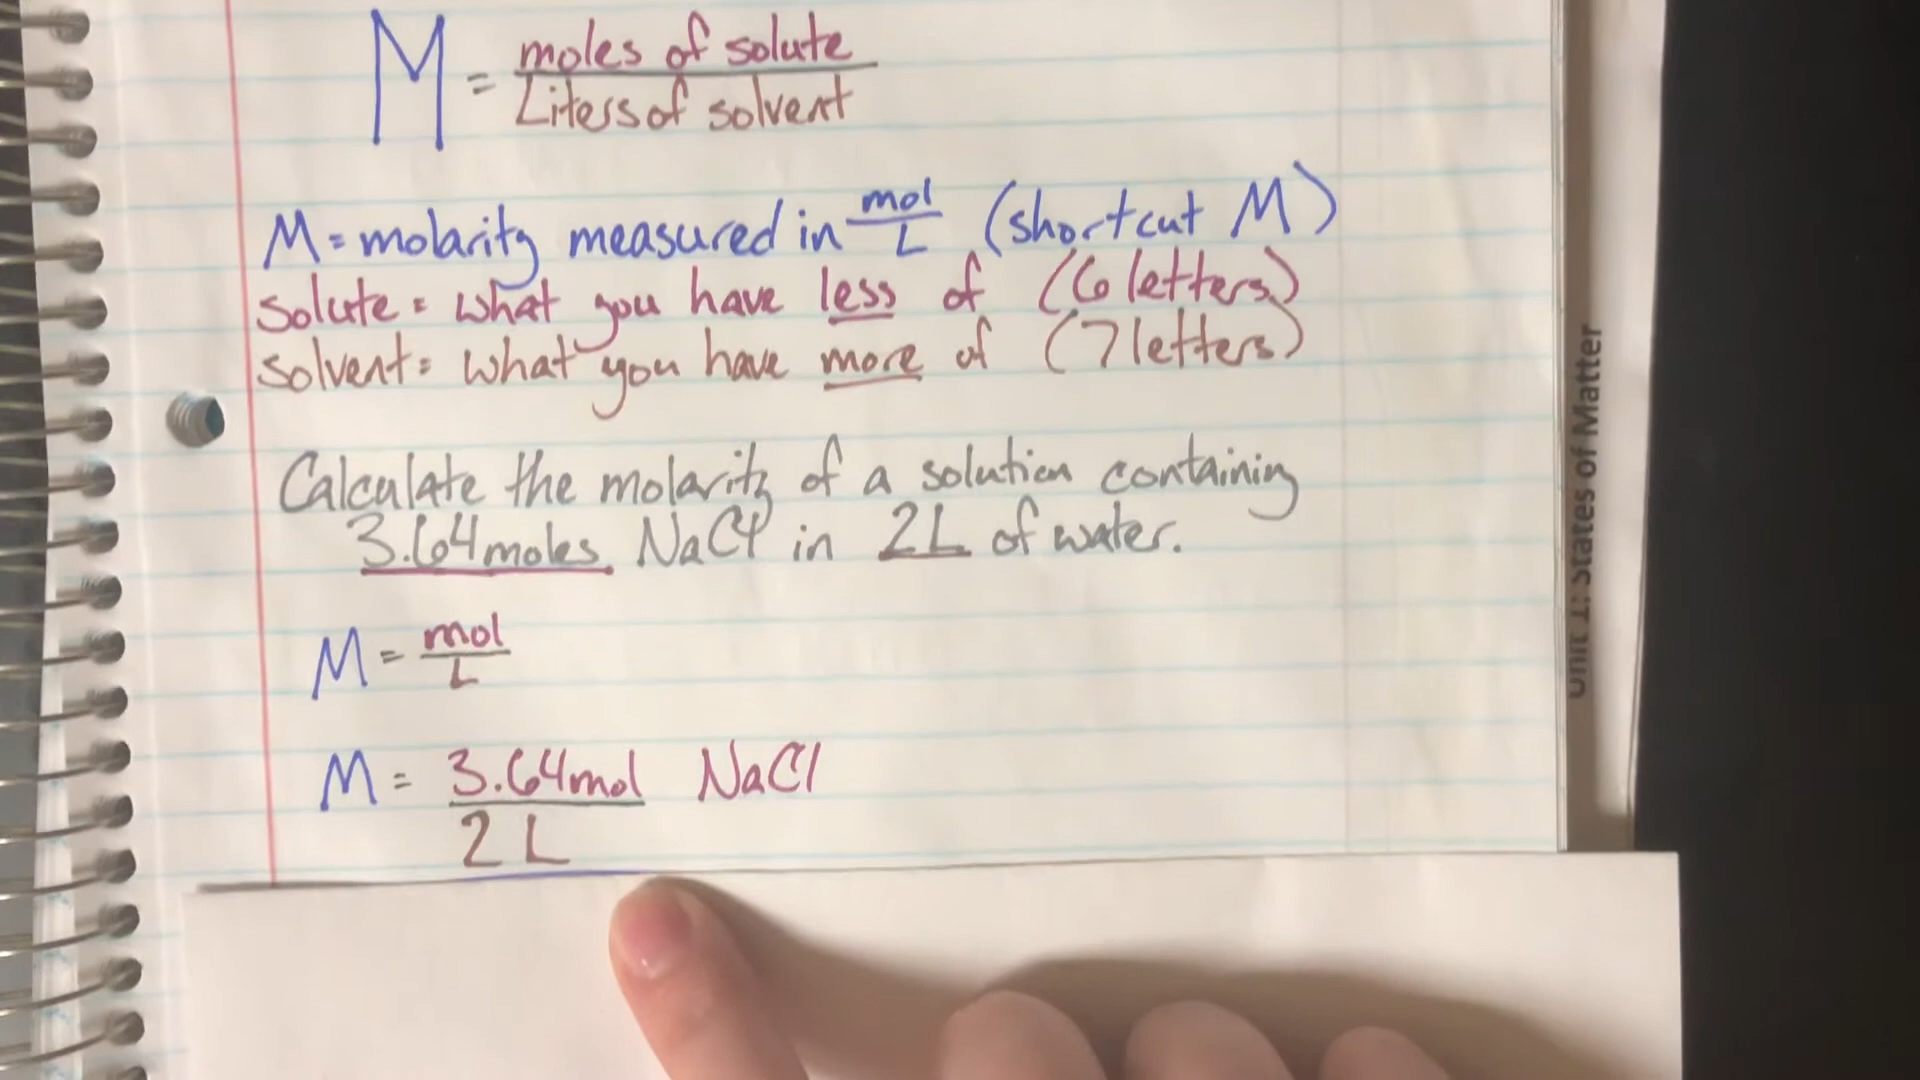 M = moles of solute
Liters of solvent
M = molarity measured in mol/L (shortcut M)
solute = what you have less of (6 letters)
solvent = what you have more of (7 letters)
Calculate the molarity of a solution containing
3.64 moles NaCl in 2L of water.
M = mol/L
M = 3.64 mol NaCl
2 L
Unit 1: States of Matter